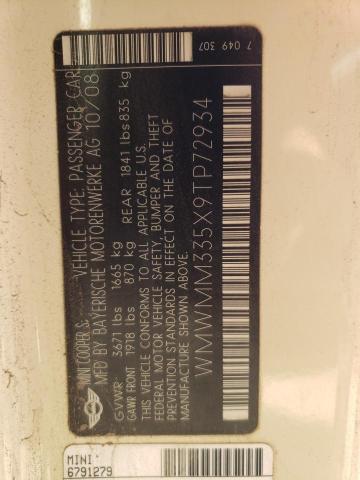 7 049 307
MINI COOPER S
VEHICLE TYPE: PASSENGER CAR
MFD BY BAYERISCHE MOTORENWERKE AG 10/08
GVWR: 3671 lbs 1665 kg
GAWR FRONT 1918 lbs 870 kg REAR 1841 lbs 835 kg
THIS VEHICLE CONFORMS TO ALL APPLICABLE U.S.
FEDERAL MOTOR VEHICLE SAFETY, BUMPER AND THEFT
PREVENTION STANDARDS IN EFFECT ON THE DATE OF
MANUFACTURE SHOWN ABOVE.
WMWMM335X9TP72934
MINI
6791279